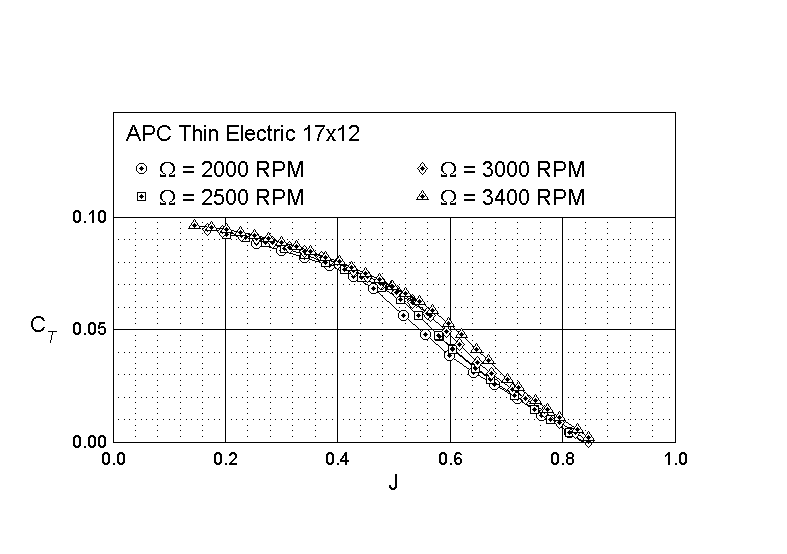 APC Thin Electric 17x12
Ω = 2000 RPM
Ω = 3000 RPM
Ω = 2500 RPM
Ω = 3400 RPM
0.10
C_T
0.05
0.00
0.0 0.2 0.4 0.6 0.8 1.0
J